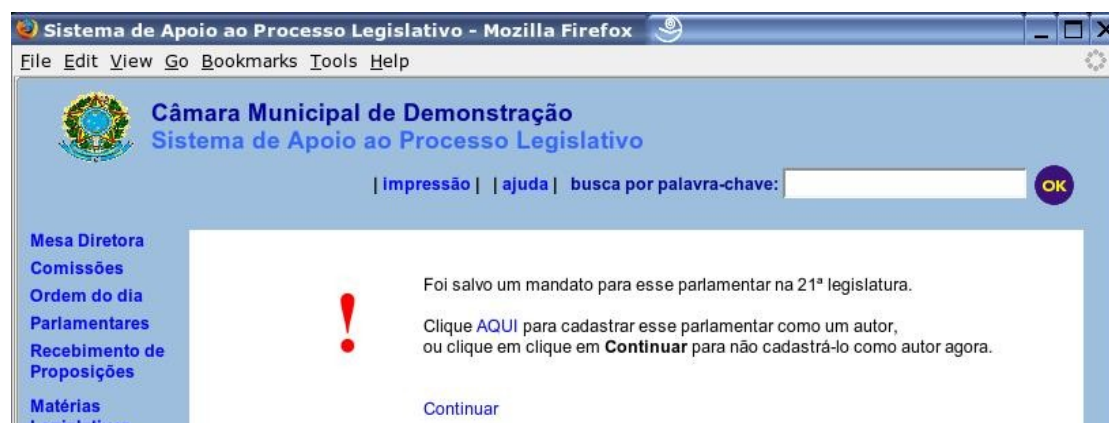 Sistema de Apoio ao Processo Legislativo - Mozilla Firefox
File Edit View Go Bookmarks Tools Help
Câmara Municipal de Demonstração
Sistema de Apoio ao Processo Legislativo
| impressão | | ajuda | busca por palavra-chave: OK
Mesa Diretora
Comissões
Ordem do dia
Parlamentares
Recebimento de
Proposições
Matérias
!
Foi salvo um mandato para esse parlamentar na 21ª legislatura.
Clique AQUI para cadastrar esse parlamentar como um autor,
ou clique em clique em Continuar para não cadastrá-lo como autor agora.
Continuar